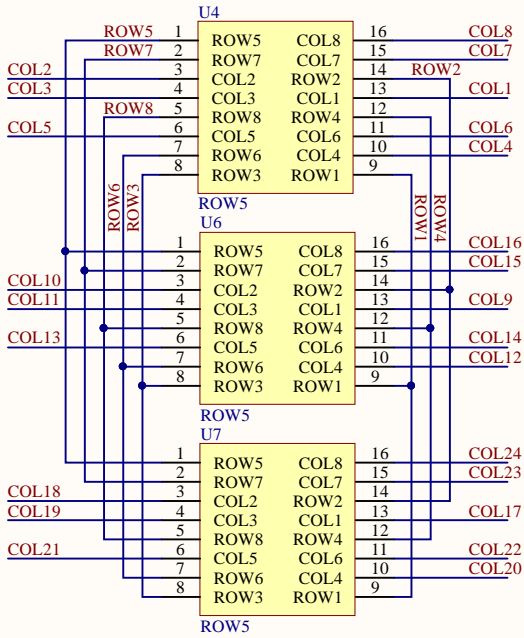 U4
ROW5 1 ROW5 COL8 16 COL8
ROW7 2 ROW7 COL7 15 COL7
COL2 3 COL2 ROW2 14 ROW2
COL3 4 COL3 COL1 13 COL1
ROW8 5 ROW8 ROW4 12
COL5 6 COL5 COL6 11 COL6
7 ROW6 COL4 10 COL4
8 ROW3 ROW1 9
ROW5
ROW6
ROW3
ROW1
ROW4
U6
1 ROW5 COL8 16 COL16
2 ROW7 COL7 15 COL15
COL10 3 COL2 ROW2 14
COL11 4 COL3 COL1 13 COL9
5 ROW8 ROW4 12
COL13 6 COL5 COL6 11 COL14
7 ROW6 COL4 10 COL12
8 ROW3 ROW1 9
ROW5
U7
1 ROW5 COL8 16 COL24
2 ROW7 COL7 15 COL23
COL18 3 COL2 ROW2 14
COL19 4 COL3 COL1 13 COL17
5 ROW8 ROW4 12
COL21 6 COL5 COL6 11 COL22
7 ROW6 COL4 10 COL20
8 ROW3 ROW1 9
ROW5